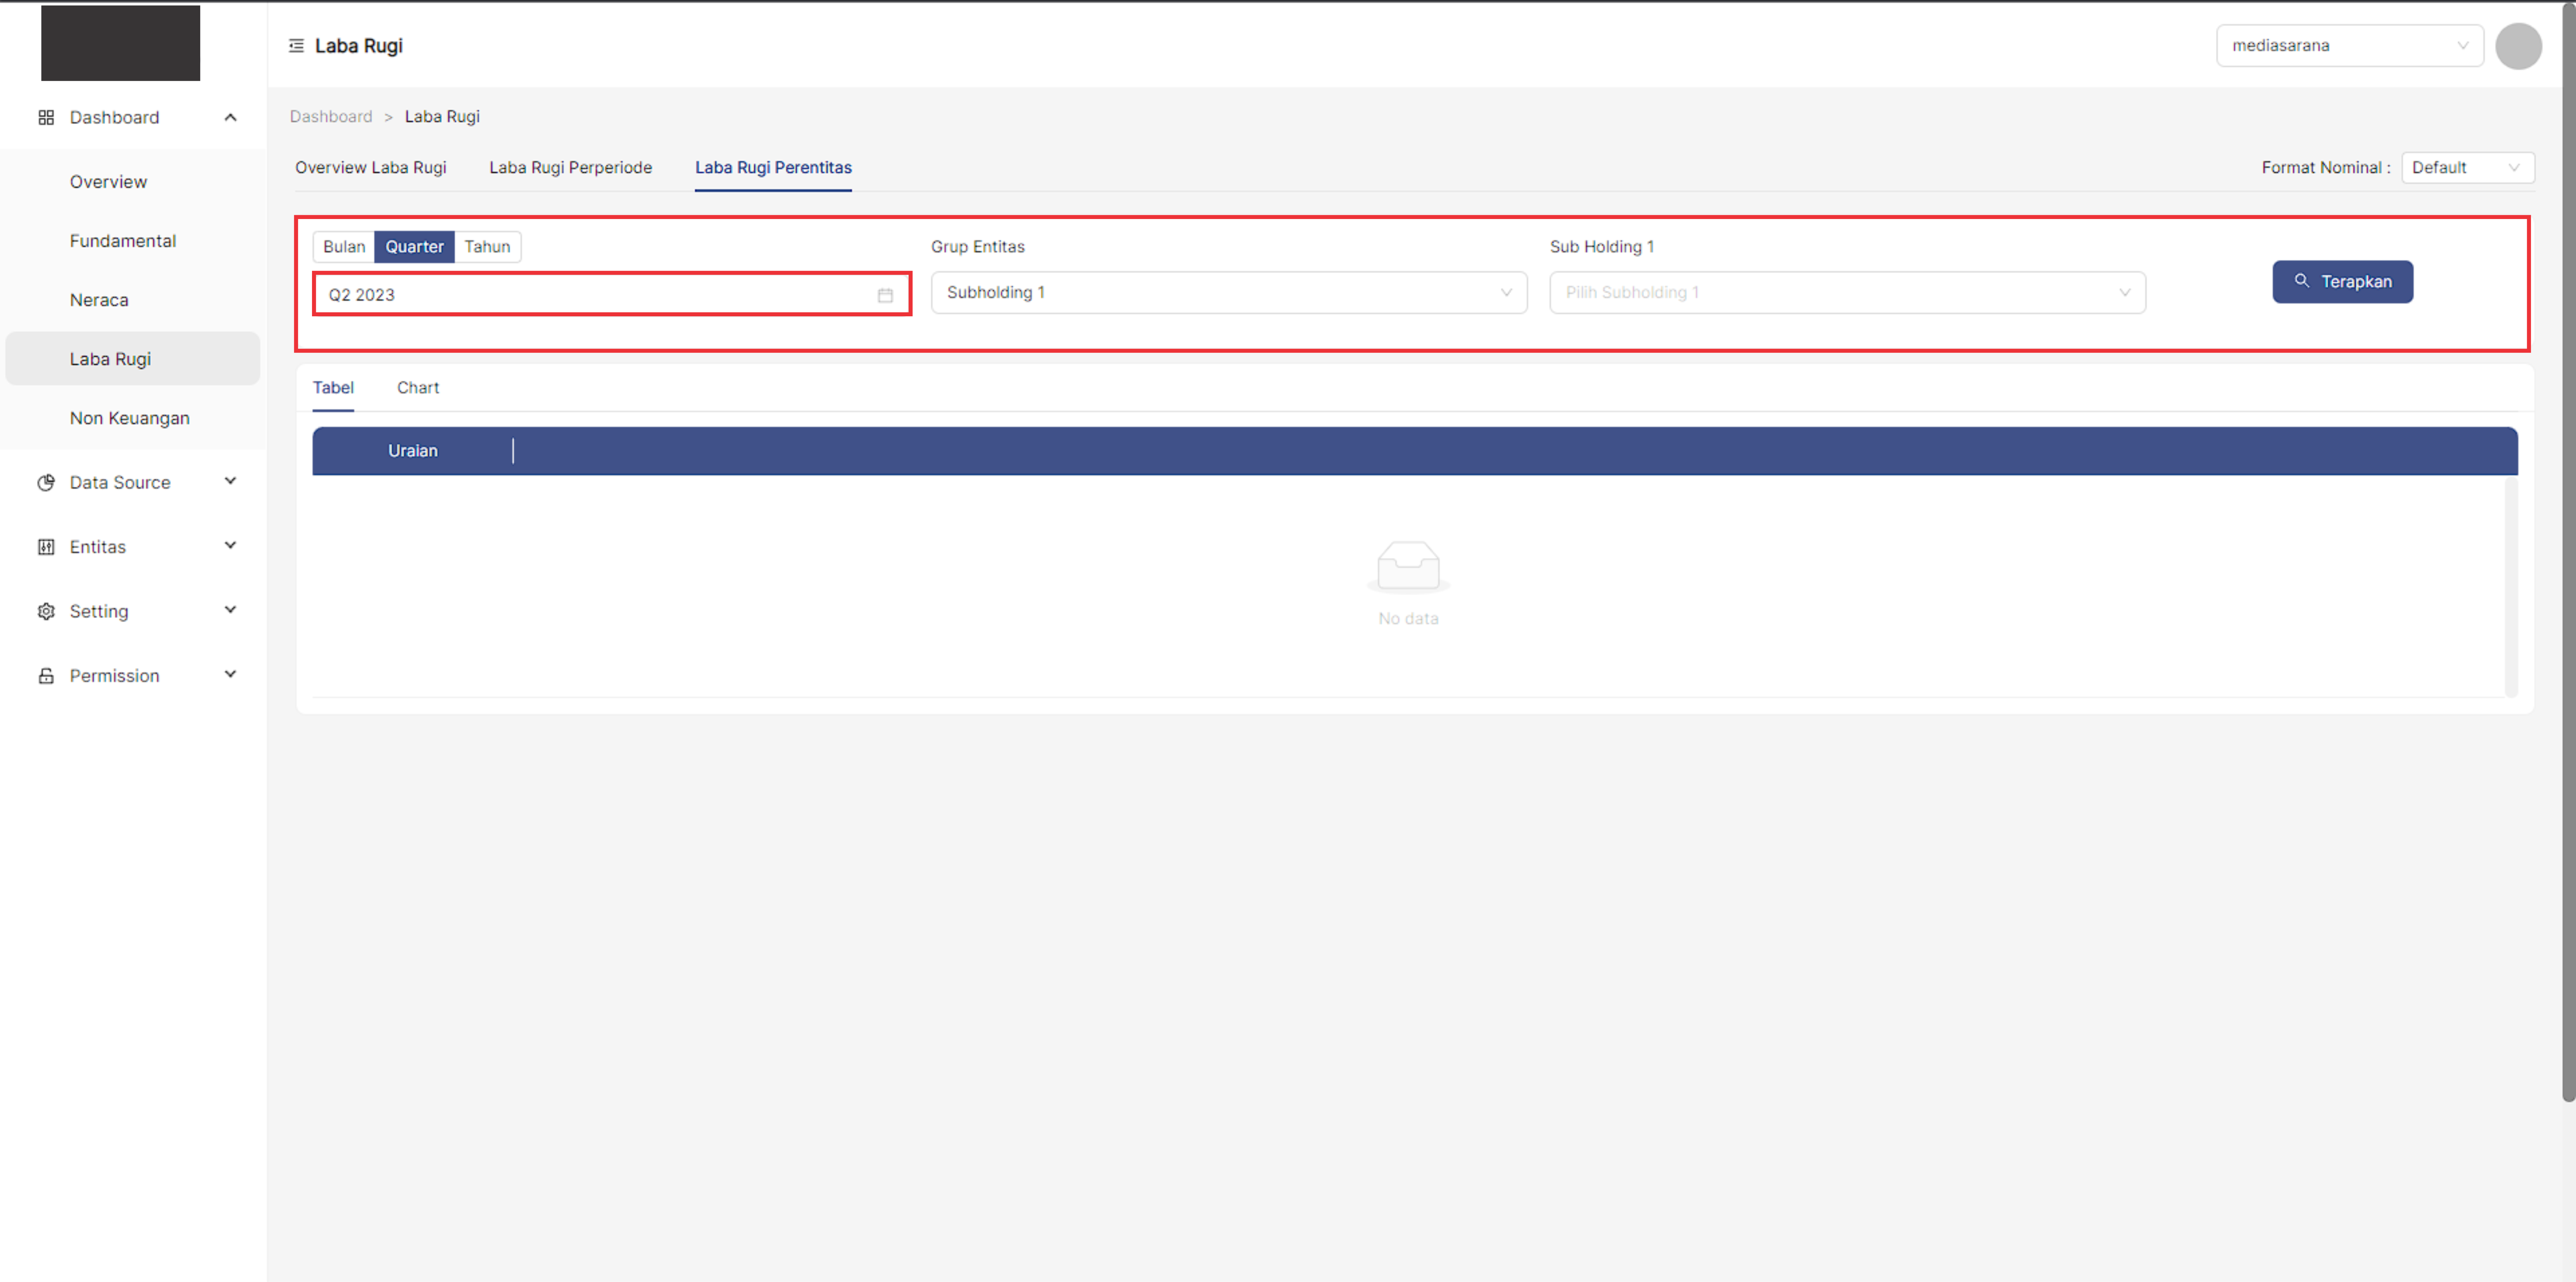 Laba Rugi
mediasarana
Dashboard
Overview
Fundamental
Neraca
Laba Rugi
Non Keuangan
Data Source
Entitas
Setting
Permission
Dashboard > Laba Rugi
Overview Laba Rugi Laba Rugi Perperiode Laba Rugi Perentitas
Format Nominal : Default
Bulan Quarter Tahun
Q2 2023
Grup Entitas
Subholding 1
Sub Holding 1
Pilih Subholding 1
Terapkan
Tabel Chart
Uraian
No data